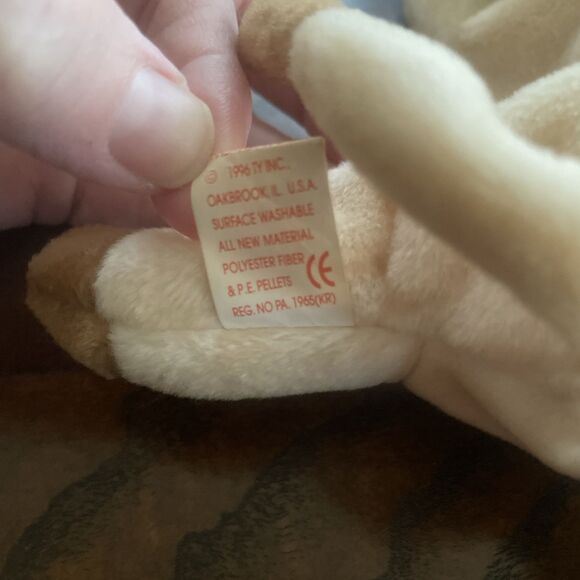 © 1996 TY INC.,
OAKBROOK, IL. U.S.A.
SURFACE WASHABLE
ALL NEW MATERIAL
POLYESTER FIBER
& P.E. PELLETS CE
REG. NO PA. 1965(KR)